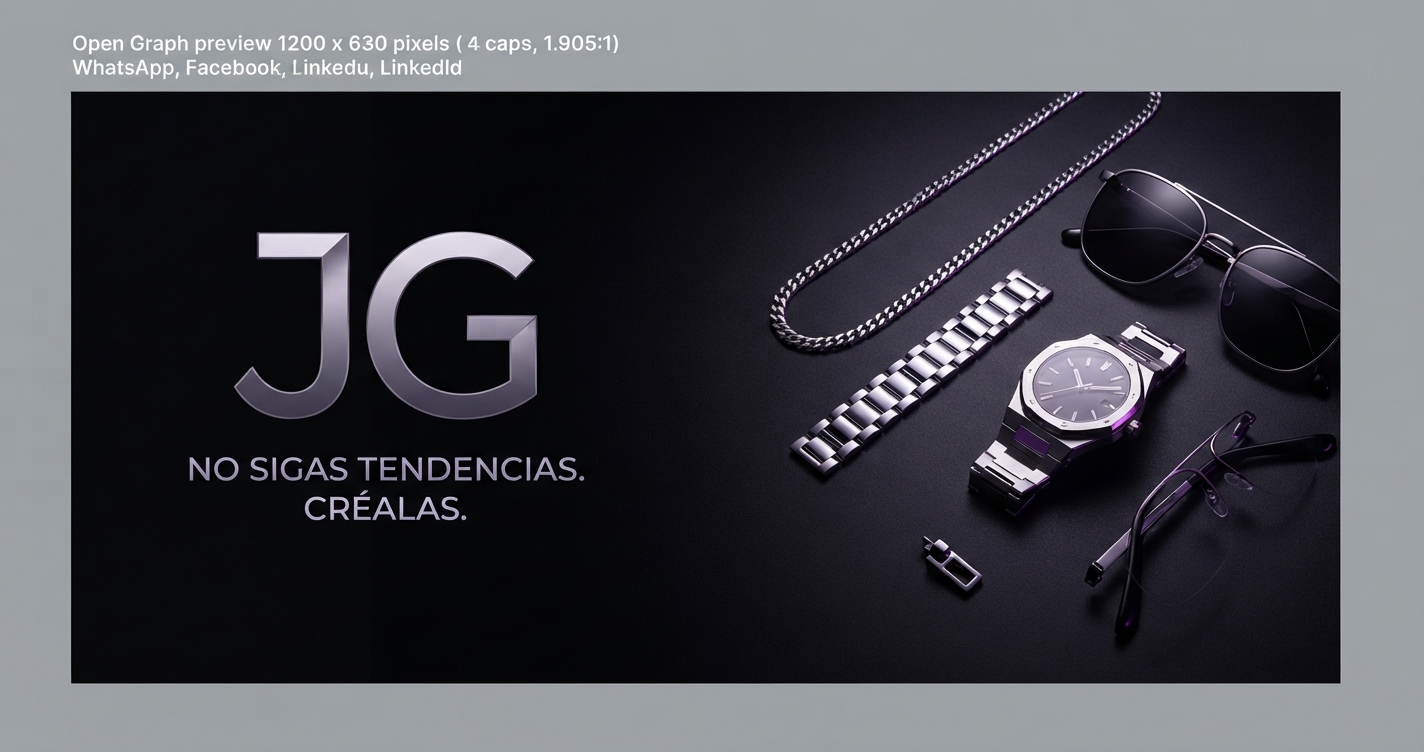 Open Graph preview 1200 x 630 pixels ( 4 caps, 1.905:1)
WhatsApp, Facebook, Linkedu, LinkedId
JG
NO SIGAS TENDENCIAS.
CRÉALAS.